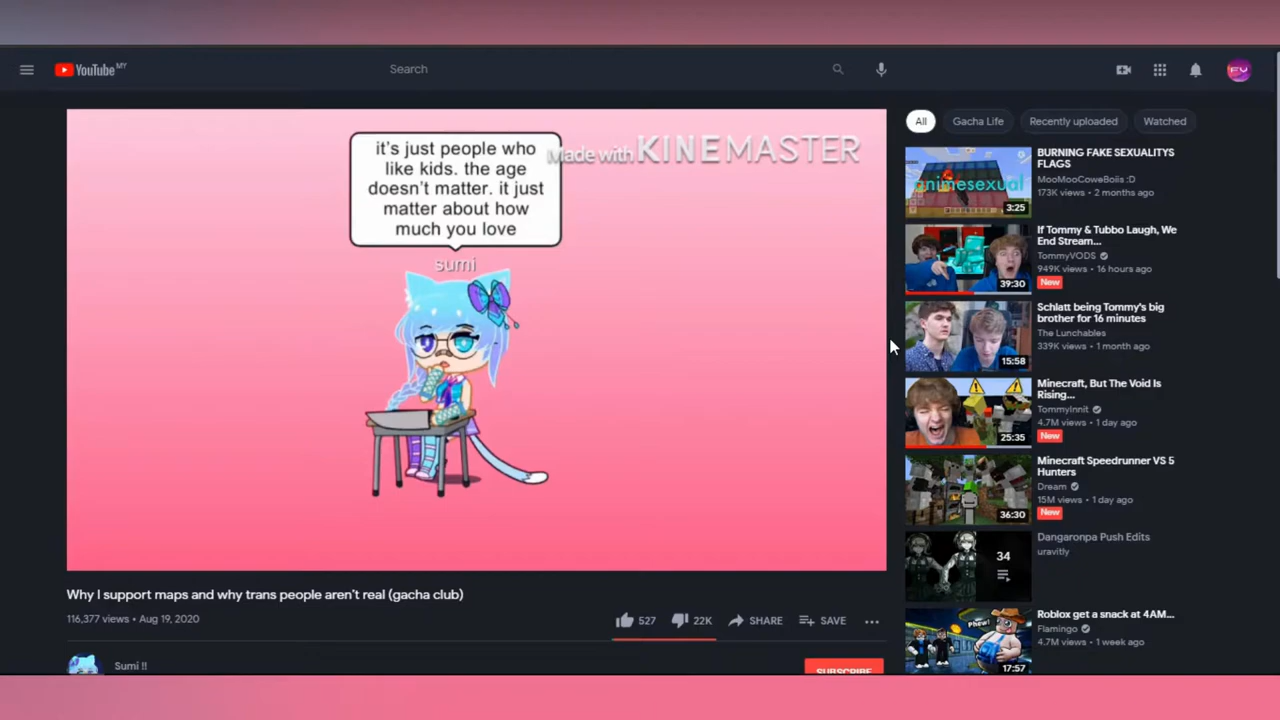 YouTube MY
Search
FV
it's just people who
like kids. the age
doesn't matter. it just
matter about how
much you love
Made with KINEMASTER
sumi
Why I support maps and why trans people aren't real (gacha club)
116,377 views • Aug 19, 2020
527
22K
SHARE
SAVE
Sumi !!
SUBSCRIBE
All
Gacha Life
Recently uploaded
Watched
animesexual
3:25
BURNING FAKE SEXUALITYS
FLAGS
MooMooCoweBoiis :D
173K views • 2 months ago
39:30
If Tommy & Tubbo Laugh, We
End Stream...
TommyVODS
949K views • 16 hours ago
New
15:58
Schlatt being Tommy's big
brother for 16 minutes
The Lunchables
339K views • 1 month ago
25:35
Minecraft, But The Void Is
Rising...
TommyInnit
4.7M views • 1 day ago
New
36:30
Minecraft Speedrunner VS 5
Hunters
Dream
15M views • 1 day ago
New
34
Dangaronpa Push Edits
uravitly
Phew!
17:57
Roblox get a snack at 4AM...
Flamingo
4.7M views • 1 week ago